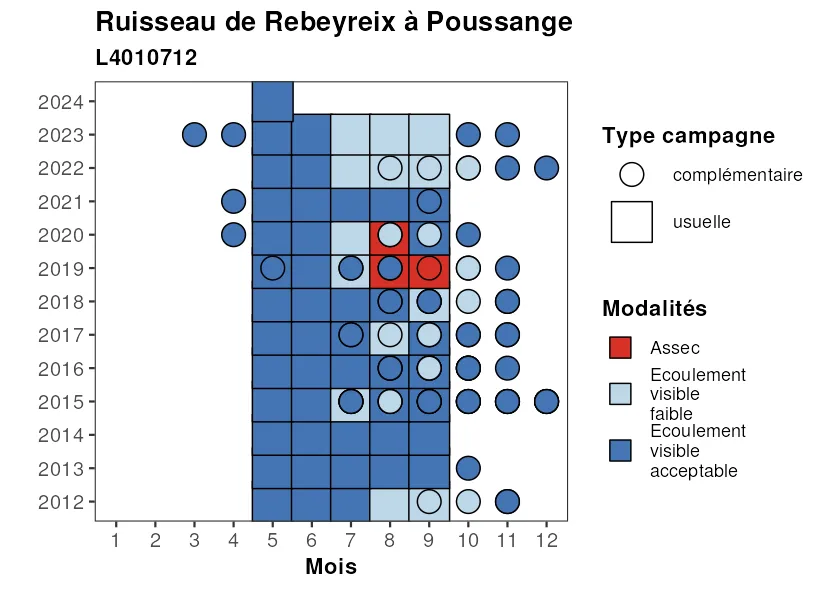 Ruisseau de Rebeyreix à Poussange
L4010712
2024
2023
2022
2021
2020
2019
2018
2017
2016
2015
2014
2013
2012
1 2 3 4 5 6 7 8 9 10 11 12
Mois
Type campagne
complémentaire
usuelle
Modalités
Assec
Ecoulement
visible
faible
Ecoulement
visible
acceptable